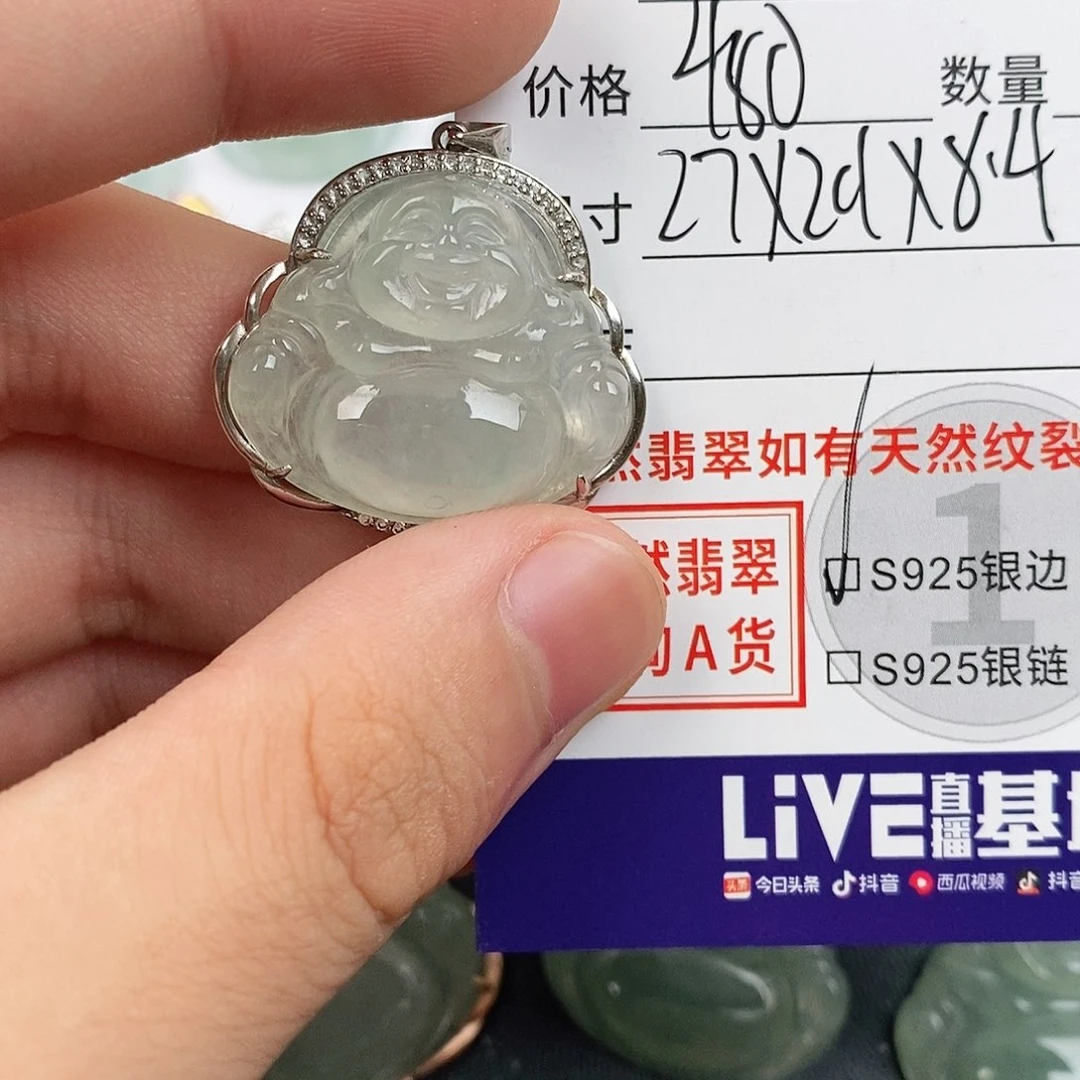 价格 480 数量
寸 27X29X8.4
翡翠如有天然纹裂
然翡翠
A货
S925银边
S925银链
LiVE直播基地
今日头条 抖音 西瓜视频 抖音